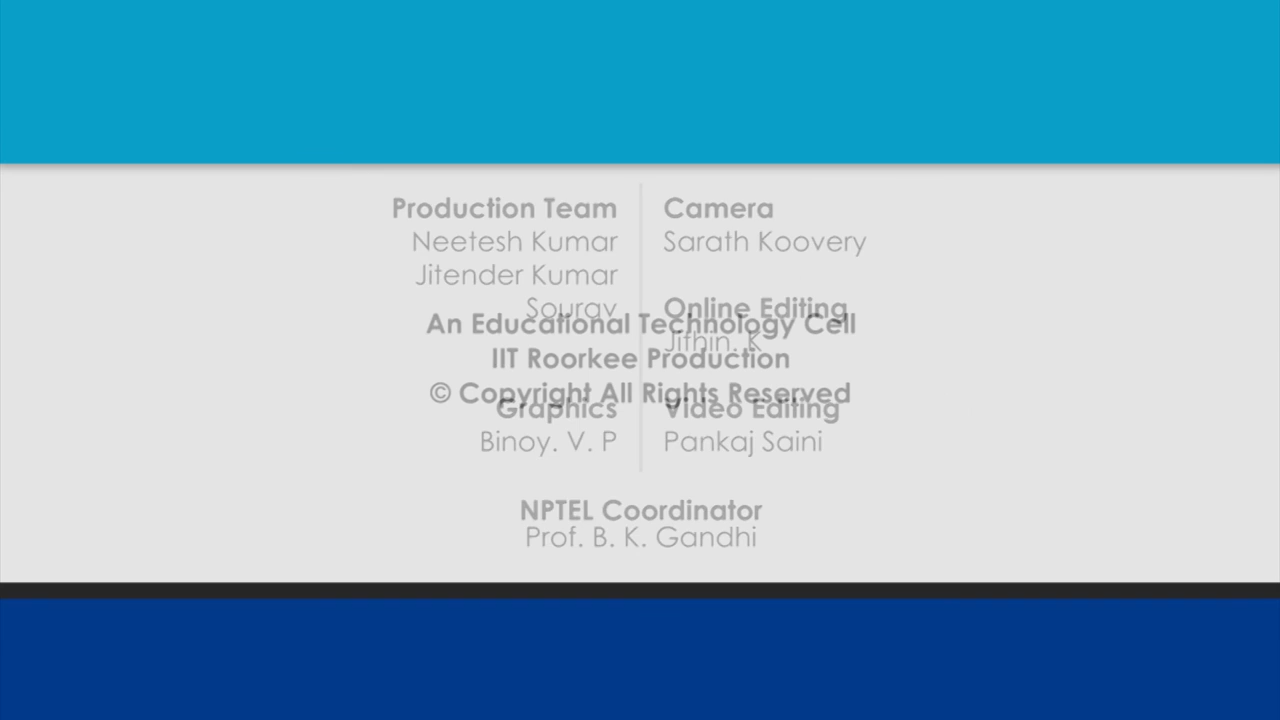 Production Team
Neetesh Kumar
Jitender Kumar
Sourav
Camera
Sarath Koovery
Online Editing
Jithin. K
An Educational Technology Cell
IIT Roorkee Production
© Copyright All Rights Reserved
Graphics
Binoy. V. P
Video Editing
Pankaj Saini
NPTEL Coordinator
Prof. B. K. Gandhi